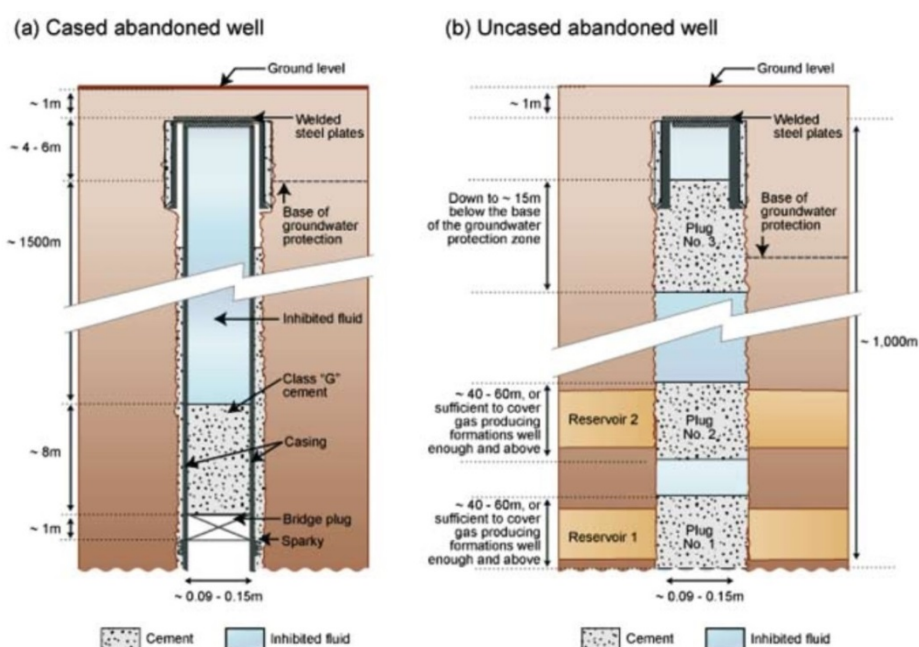 (a) Cased abandoned well
Ground level
~ 1m
Welded
steel plates
~ 4 - 6m
Base of
groundwater
protection
~ 1500m
Inhibited fluid
Class "G"
cement
Casing
~ 8m
Bridge plug
~ 1m
Sparky
~ 0.09 - 0.15m
Cement
Inhibited fluid
(b) Uncased abandoned well
Ground level
~ 1m
Welded
steel plates
Down to ~ 15m
below the base
of the groundwater
protection zone
Plug
No. 3
Base of
groundwater
protection
~ 1,000m
~ 40 - 60m, or
sufficient to cover
gas producing
formations well
enough and above
Reservoir 2
Plug
No. 2
~ 40 - 60m, or
sufficient to cover
gas producing
formations well
enough and above
Reservoir 1
Plug
No. 1
~ 0.09 - 0.15m
Cement
Inhibited fluid